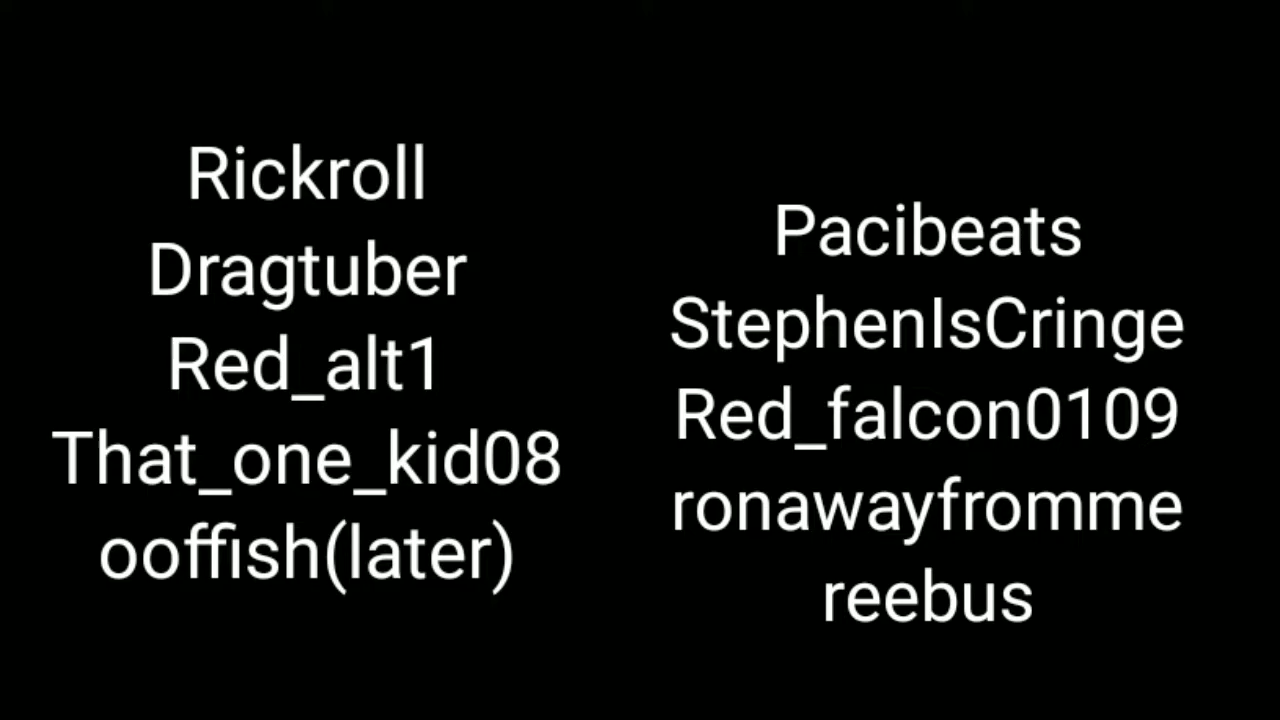 Rickroll
Dragtuber
Red_alt1
That_one_kid08
ooffish(later)
Pacibeats
StephenIsCringe
Red_falcon0109
ronawayfromme
reebus